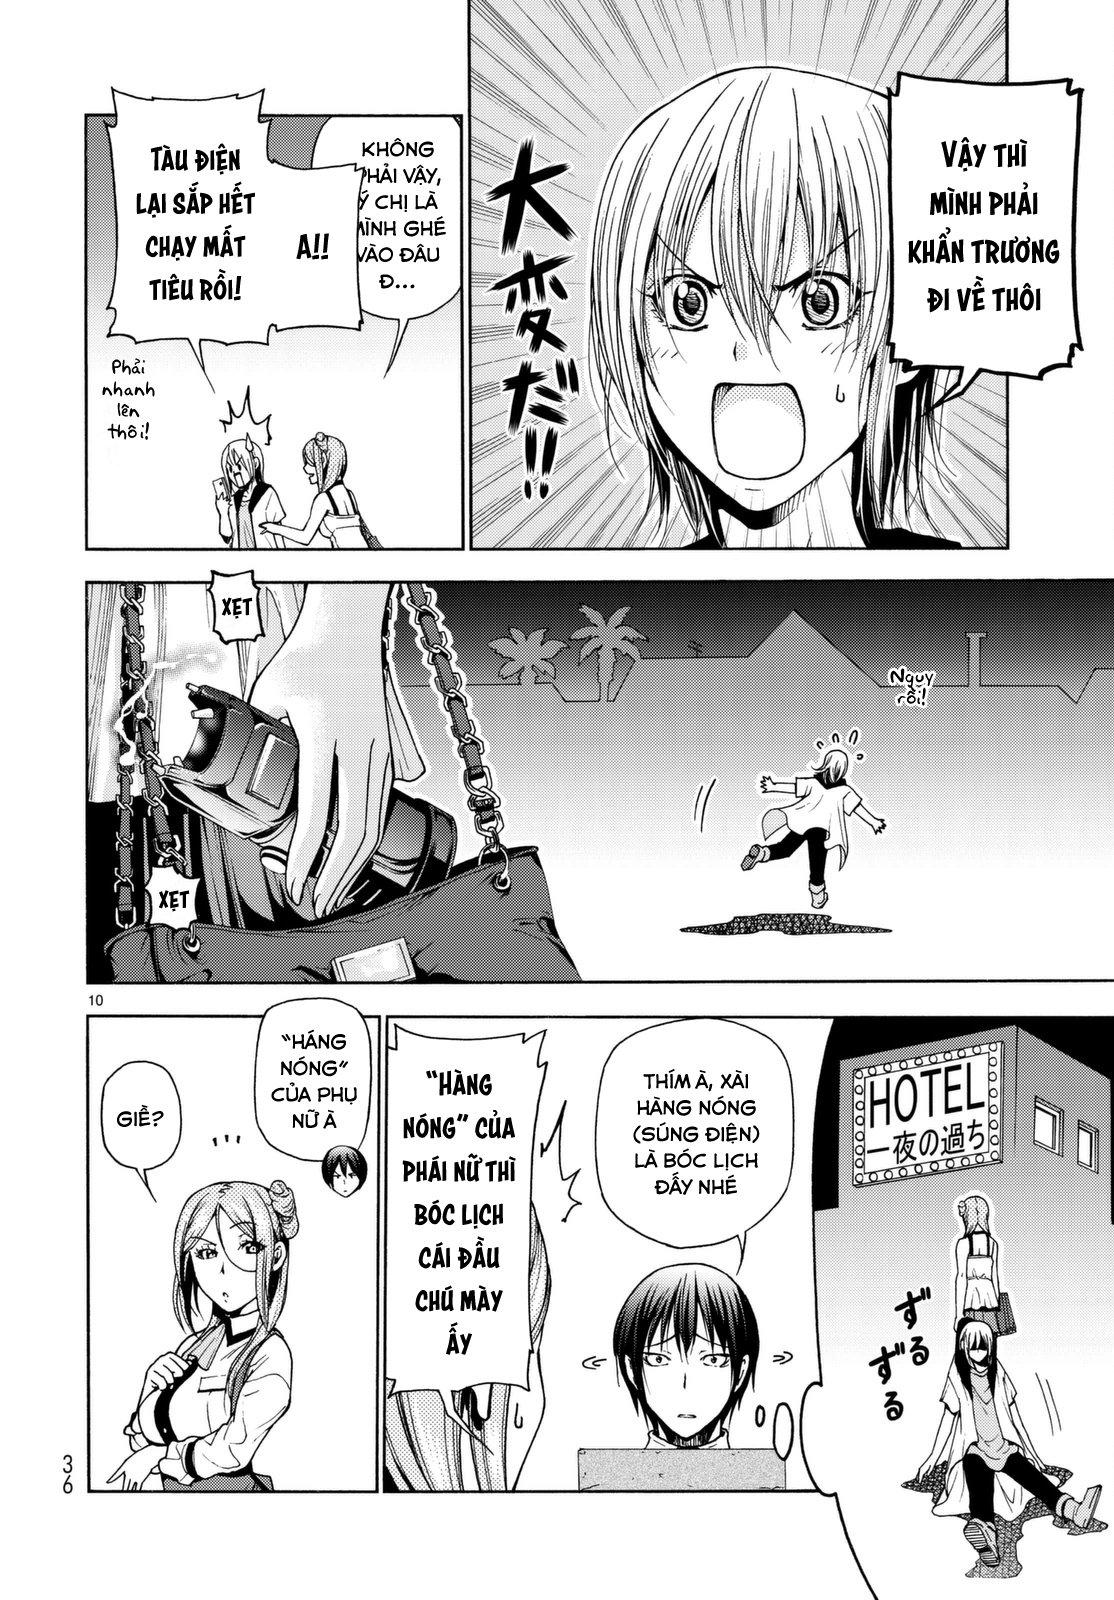 KHÔNG
PHẢI VẬY,
Ý CHỊ LÀ
MÌNH GHÉ
VÀO ĐÂU
Đ...
A!!
TÀU ĐIỆN
LẠI SẮP HẾT
CHẠY MẤT
TIÊU RỒI!
Phải
nhanh
lên
thôi!
VẬY THÌ
MÌNH PHẢI
KHẨN TRƯƠNG
ĐI VỀ THÔI
大変だ!!
XẸT
XẸT
Nguy
rồi!
10
GIỀ?
“HÁNG
NÓNG”
CỦA PHỤ
NỮ À
“HÀNG
NÓNG” CỦA
PHÁI NỮ THÌ
BÓC LỊCH
CÁI ĐẦU
CHÚ MÀY
ẤY
THÍM À, XÀI
HÀNG NÓNG
(SÚNG ĐIỆN)
LÀ BÓC LỊCH
ĐẤY NHÉ
HOTEL
一夜の過ち
ずる
ずる
36